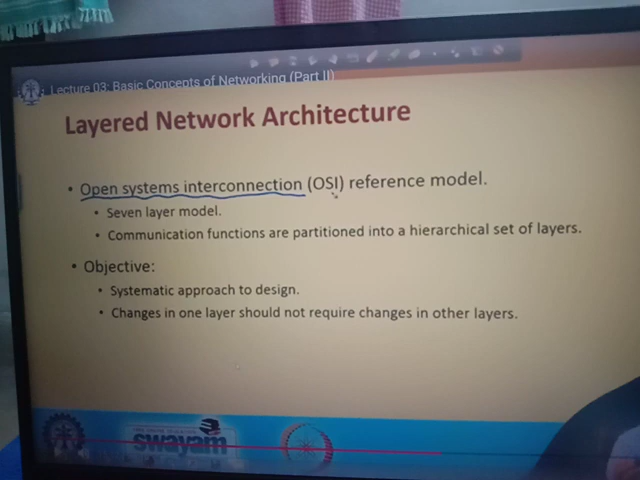 Lecture 03: Basic Concepts of Networking (Part II)
Layered Network Architecture
• Open systems interconnection (OSI) reference model.
• Seven layer model.
• Communication functions are partitioned into a hierarchical set of layers.
• Objective:
• Systematic approach to design.
• Changes in one layer should not require changes in other layers.
swayam